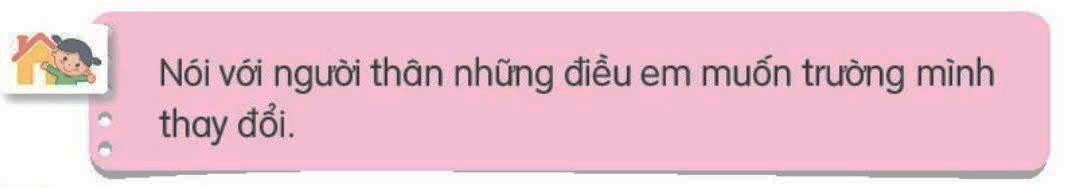 Nói với người thân những điều em muốn trường mình
thay đổi.